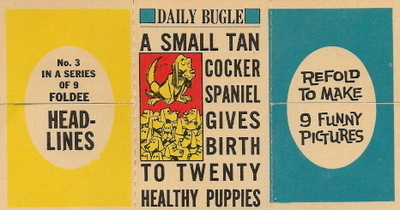 No. 3
IN A SERIES
OF 9
FOLDEE
HEAD-
LINES
DAILY BUGLE
A SMALL TAN
COCKER
SPANIEL
GIVES
BIRTH
TO TWENTY
HEALTHY PUPPIES
REFOLD
TO MAKE
9 FUNNY
PICTURES